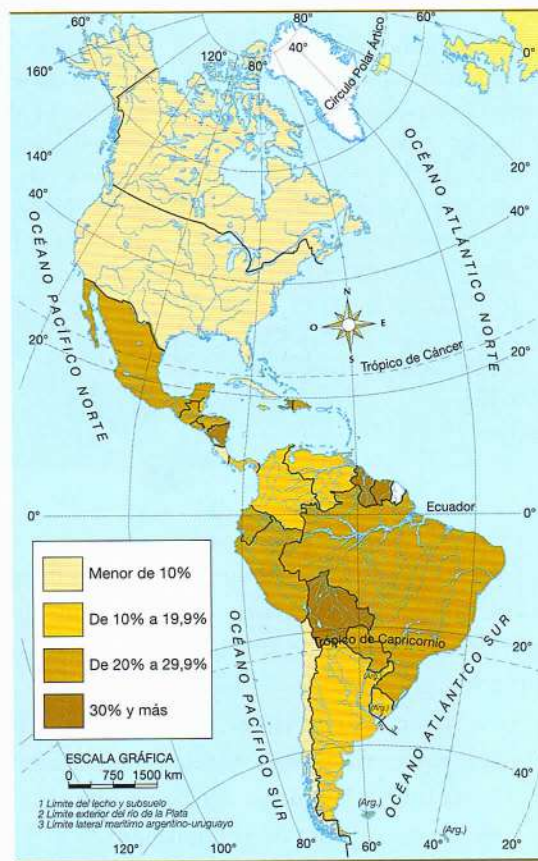 60°
40°
20°
0°
160°
120°
80°
40°
0°
Círculo Polar Ártico
140°
40°
20°
40°
OCÉANO ATLÁNTICO NORTE
OCÉANO PACÍFICO NORTE
N
O
E
S
20°
Trópico de Cáncer
20°
0°
Ecuador
0°
Menor de 10%
De 10% a 19,9%
De 20% a 29,9%
30% y más
Trópico de Capricornio
20°
(Arg.)
(Arg.)
OCÉANO PACÍFICO SUR
OCÉANO ATLÁNTICO SUR
ESCALA GRÁFICA
0 750 1500 km
1 Límite del lecho y subsuelo
2 Límite exterior del río de la Plata
3 Límite lateral marítimo argentino-uruguayo
40°
(Arg.)
(Arg.)
120°
100°
80°
60°
40°